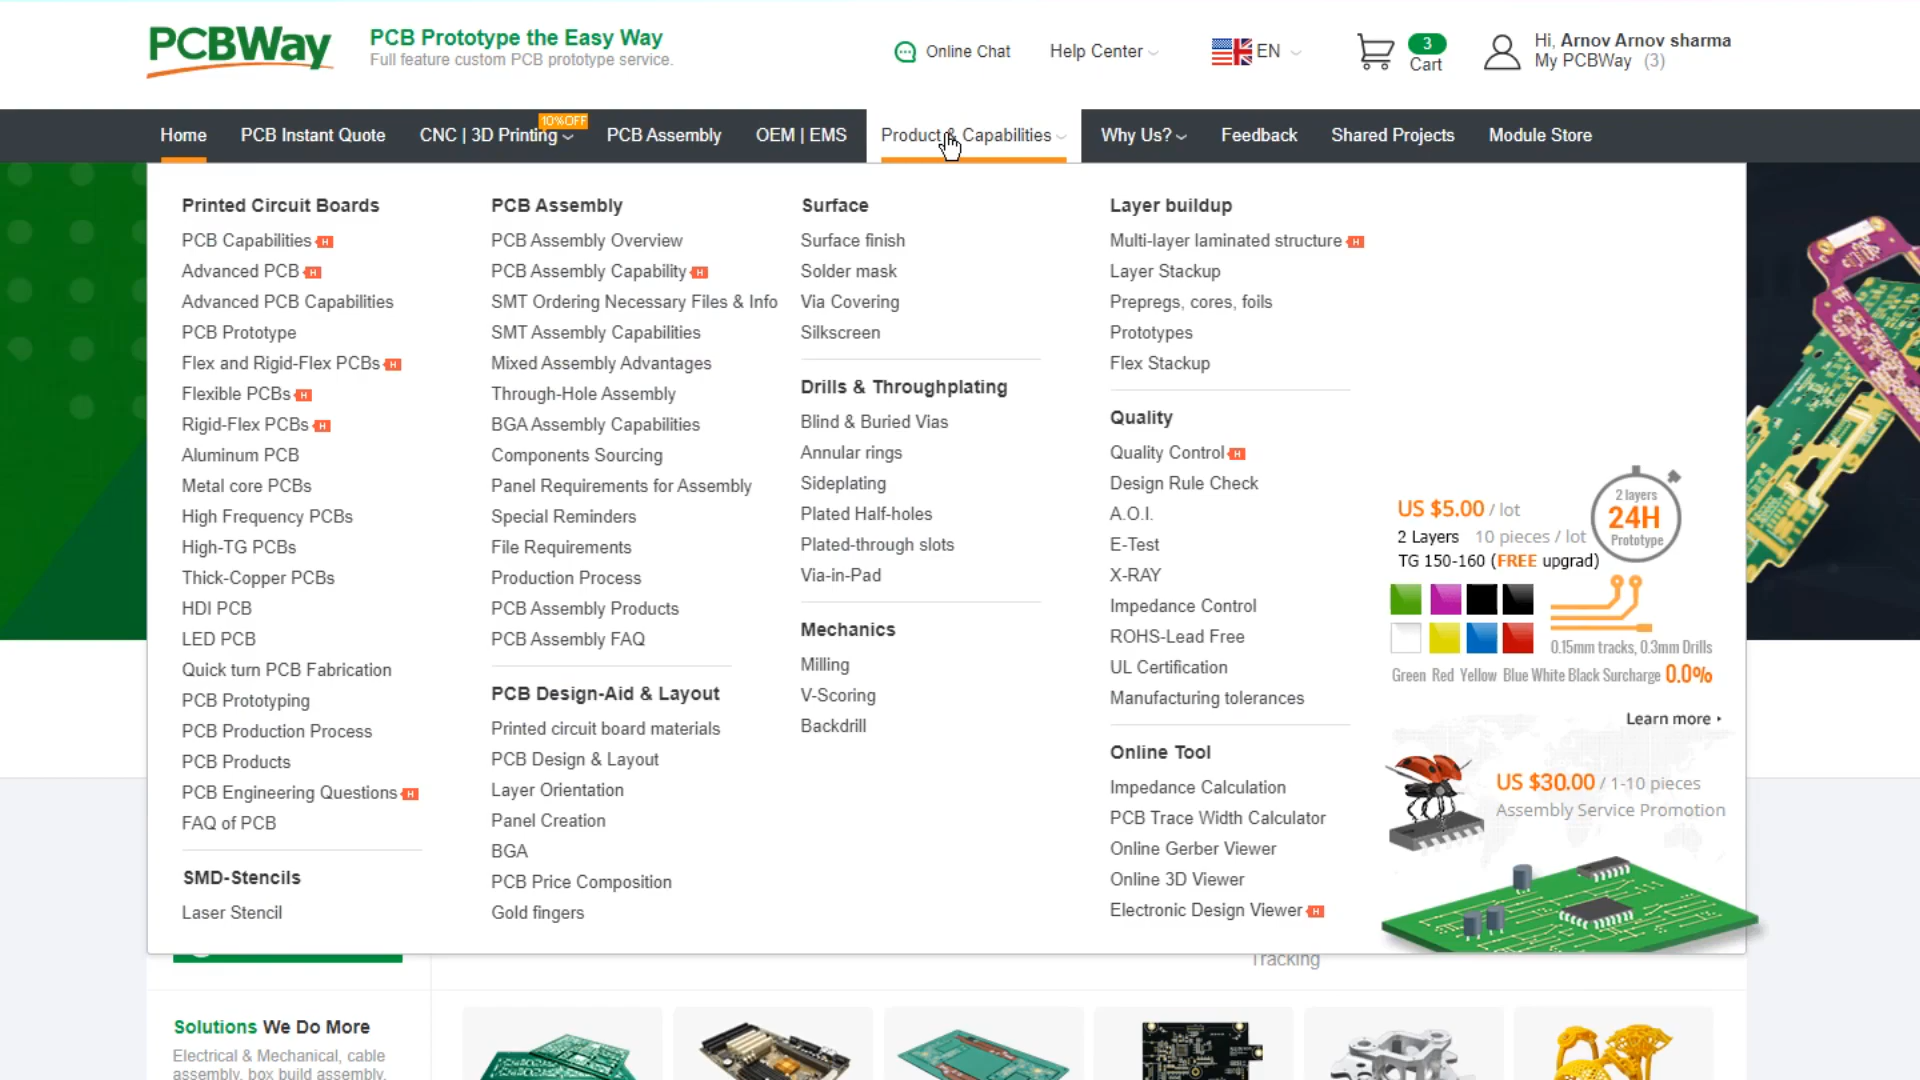 PCBWay
PCB Prototype the Easy Way
Full feature custom PCB prototype service.
Online Chat
Help Center
EN
3
Cart
Hi, Arnov Arnov sharma
My PCBWay (3)
Home
PCB Instant Quote
CNC | 3D Printing
10%OFF
PCB Assembly
OEM | EMS
Product & Capabilities
Why Us?
Feedback
Shared Projects
Module Store
Printed Circuit Boards
PCB Capabilities H
Advanced PCB H
Advanced PCB Capabilities
PCB Prototype
Flex and Rigid-Flex PCBs H
Flexible PCBs H
Rigid-Flex PCBs H
Aluminum PCB
Metal core PCBs
High Frequency PCBs
High-TG PCBs
Thick-Copper PCBs
HDI PCB
LED PCB
Quick turn PCB Fabrication
PCB Prototyping
PCB Production Process
PCB Products
PCB Engineering Questions H
FAQ of PCB
SMD-Stencils
Laser Stencil
PCB Assembly
PCB Assembly Overview
PCB Assembly Capability H
SMT Ordering Necessary Files & Info
SMT Assembly Capabilities
Mixed Assembly Advantages
Through-Hole Assembly
BGA Assembly Capabilities
Components Sourcing
Panel Requirements for Assembly
Special Reminders
File Requirements
Production Process
PCB Assembly Products
PCB Assembly FAQ
PCB Design-Aid & Layout
Printed circuit board materials
PCB Design & Layout
Layer Orientation
Panel Creation
BGA
PCB Price Composition
Gold fingers
Surface
Surface finish
Solder mask
Via Covering
Silkscreen
Drills & Throughplating
Blind & Buried Vias
Annular rings
Sideplating
Plated Half-holes
Plated-through slots
Via-in-Pad
Mechanics
Milling
V-Scoring
Backdrill
Layer buildup
Multi-layer laminated structure H
Layer Stackup
Prepregs, cores, foils
Prototypes
Flex Stackup
Quality
Quality Control H
Design Rule Check
A.O.I.
E-Test
X-RAY
Impedance Control
ROHS-Lead Free
UL Certification
Manufacturing tolerances
Online Tool
Impedance Calculation
PCB Trace Width Calculator
Online Gerber Viewer
Online 3D Viewer
Electronic Design Viewer H
US $5.00 / lot
2 Layers 10 pieces / lot
TG 150-160 (FREE upgrad)
2 layers
24H
Prototype
0.15mm tracks, 0.3mm Drills
Green Red Yellow Blue White Black Surcharge 0.0%
Learn more
US $30.00 / 1-10 pieces
Assembly Service Promotion
Tracking
Solutions We Do More
Electrical & Mechanical, cable
assembly, box build assembly,